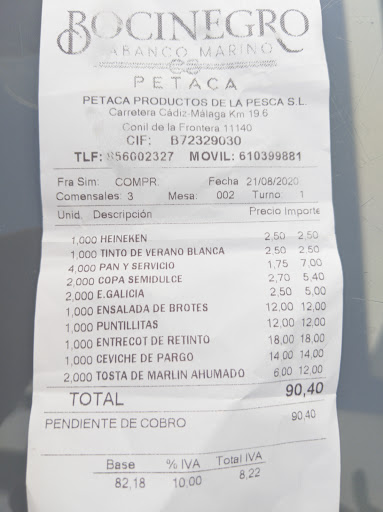 BOCINEGRO
ABANCO MARINO
PETACA
PETACA PRODUCTOS DE LA PESCA S.L.
Carretera Cádiz-Málaga Km 19.6
Conil de la Frontera 11140
CIF: B72329030
TLF: 856002327 MOVIL: 610399881
Fra Sim: COMPR. Fecha 21/08/2020
Comensales: 3 Mesa: 002 Turno: 1
Unid. Descripción Precio Importe
1,000 HEINEKEN 2,50 2,50
1,000 TINTO DE VERANO BLANCA 2,50 2,50
4,000 PAN Y SERVICIO 1,75 7,00
2,000 COPA SEMIDULCE 2,70 5,40
2,000 E.GALICIA 2,50 5,00
1,000 ENSALADA DE BROTES 12,00 12,00
1,000 PUNTILLITAS 12,00 12,00
1,000 ENTRECOT DE RETINTO 18,00 18,00
1,000 CEVICHE DE PARGO 14,00 14,00
2,000 TOSTA DE MARLIN AHUMADO 6,00 12,00
TOTAL 90,40
PENDIENTE DE COBRO 90,40
Base % IVA Total IVA
82,18 10,00 8,22